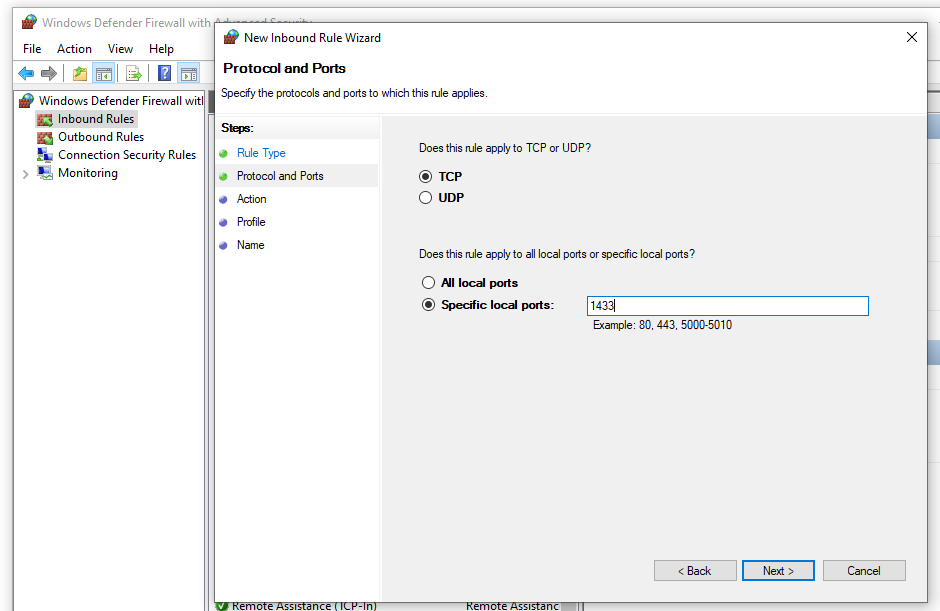 Windows Defender Firewall with Advanced Security
New Inbound Rule Wizard
File Action View Help
Protocol and Ports
Specify the protocols and ports to which this rule applies.
Windows Defender Firewall with
Inbound Rules
Outbound Rules
Connection Security Rules
Monitoring
Steps:
Rule Type
Protocol and Ports
Action
Profile
Name
Does this rule apply to TCP or UDP?
TCP
UDP
Does this rule apply to all local ports or specific local ports?
All local ports
Specific local ports: 1433
Example: 80, 443, 5000-5010
< Back Next > Cancel
Remote Assistance (TCP-In) Remote Assistanc